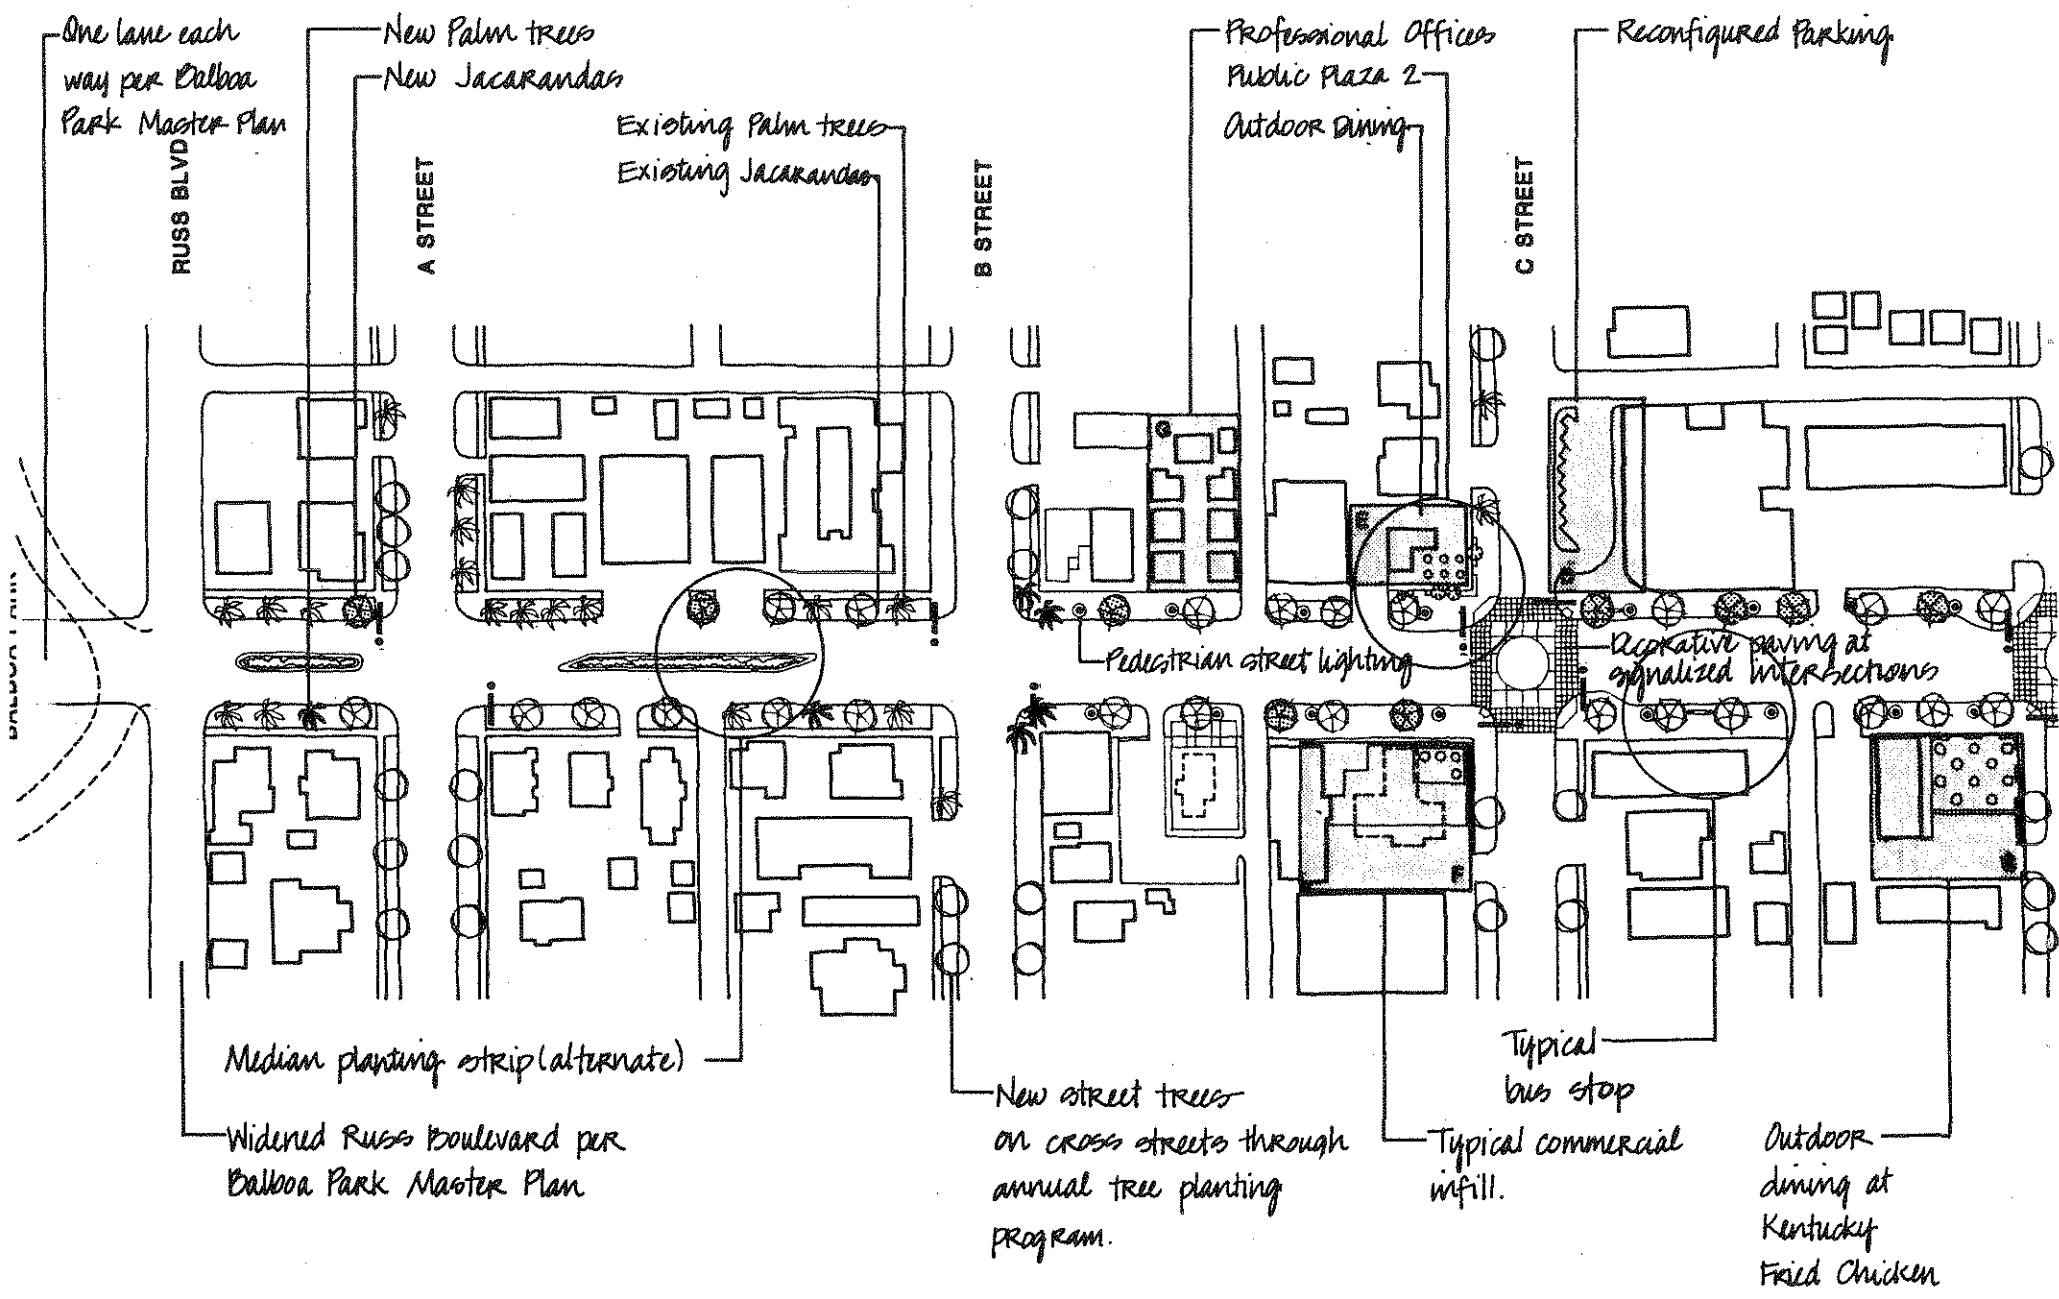 One lane each
way per Balboa
Park Master Plan
New Palm trees
New Jacarandas
Existing Palm trees
Existing Jacarandas
Professional Offices
Public Plaza 2
Outdoor Dining
Reconfigured Parking
RUSS BLVD
A STREET
B STREET
C STREET
BALBOA PARK
Pedestrian street lighting
Decorative paving at
signalized intersections
Median planting strip (alternate)
Widened Russ Boulevard per
Balboa Park Master Plan
New street trees
on cross streets through
annual tree planting
program.
Typical
bus stop
Typical commercial
infill.
Outdoor
dining at
Kentucky
Fried Chicken